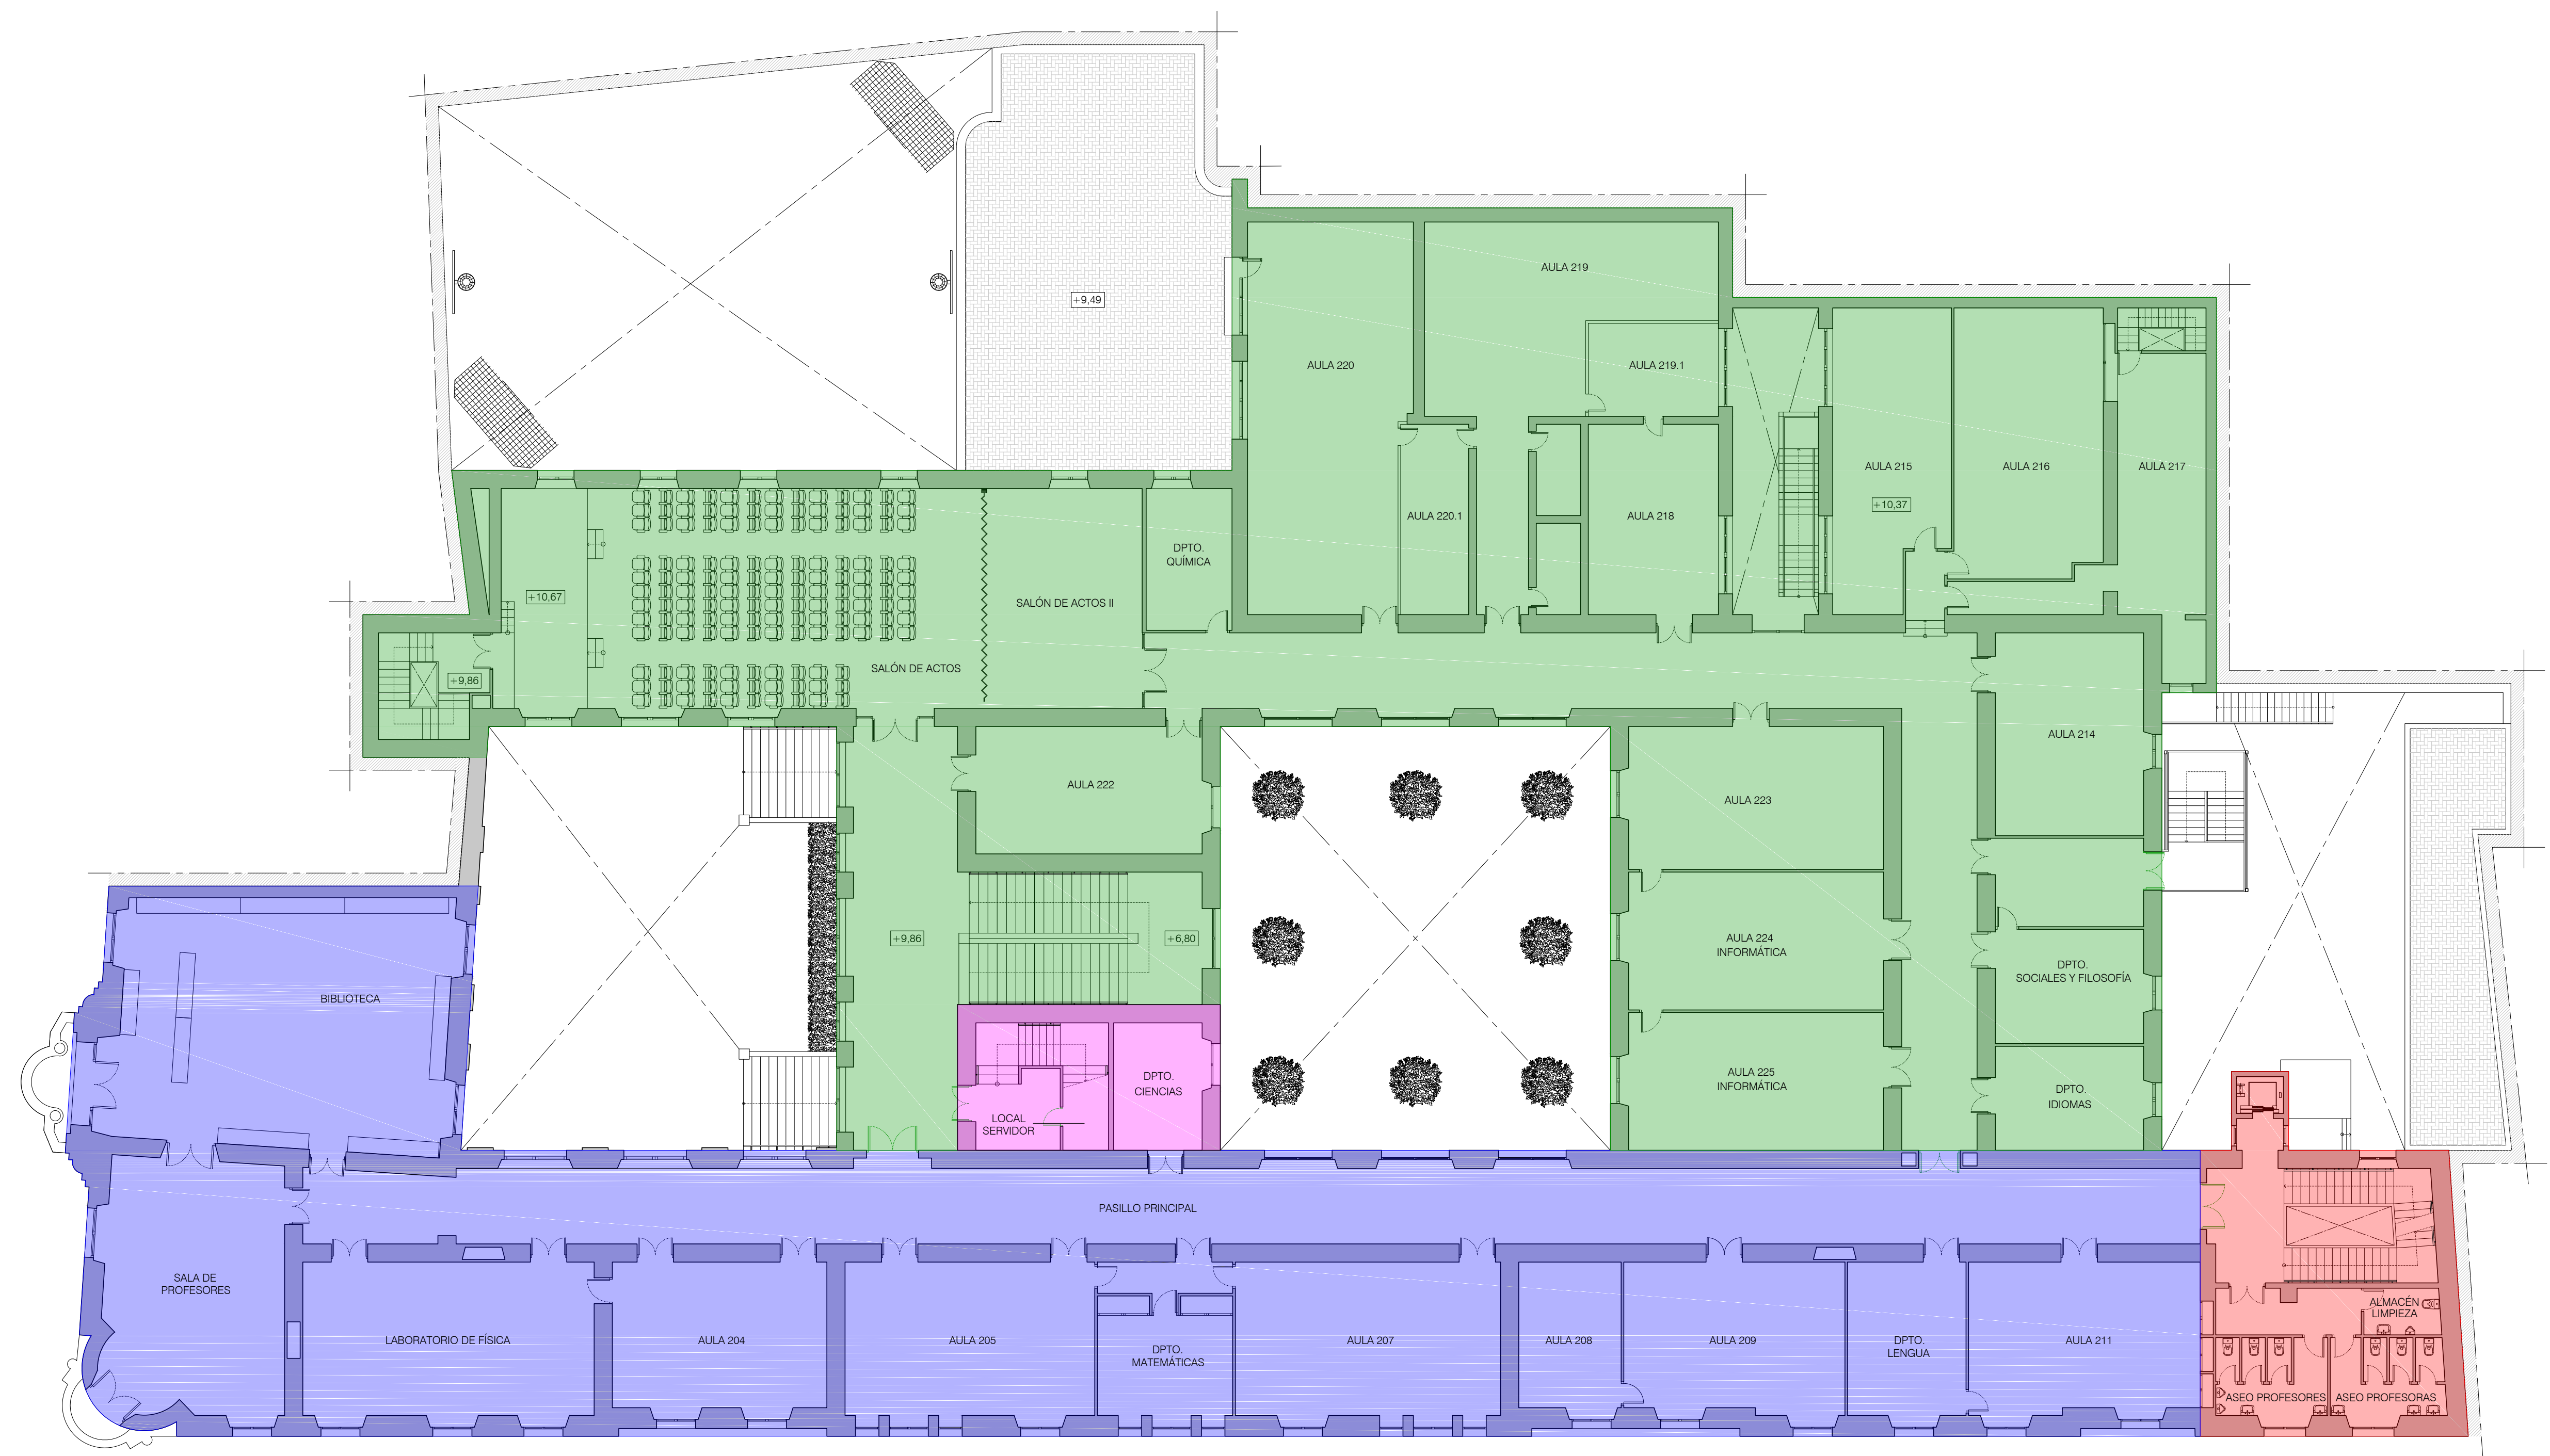 AULA 219
+9,49
AULA 220
AULA 219.1
AULA 215
AULA 216
AULA 217
+10,37
AULA 220.1
AULA 218
DPTO.
QUÍMICA
+10,67
SALÓN DE ACTOS II
SALÓN DE ACTOS
+9,86
AULA 214
AULA 222
AULA 223
+9,86
+6,80
AULA 224
INFORMÁTICA
DPTO.
SOCIALES Y FILOSOFÍA
BIBLIOTECA
DPTO.
CIENCIAS
AULA 225
INFORMÁTICA
DPTO.
IDIOMAS
LOCAL
SERVIDOR
PASILLO PRINCIPAL
SALA DE
PROFESORES
LABORATORIO DE FÍSICA
AULA 204
AULA 205
DPTO.
MATEMÁTICAS
AULA 207
AULA 208
AULA 209
DPTO.
LENGUA
AULA 211
ALMACÉN
LIMPIEZA
ASEO PROFESORES
ASEO PROFESORAS